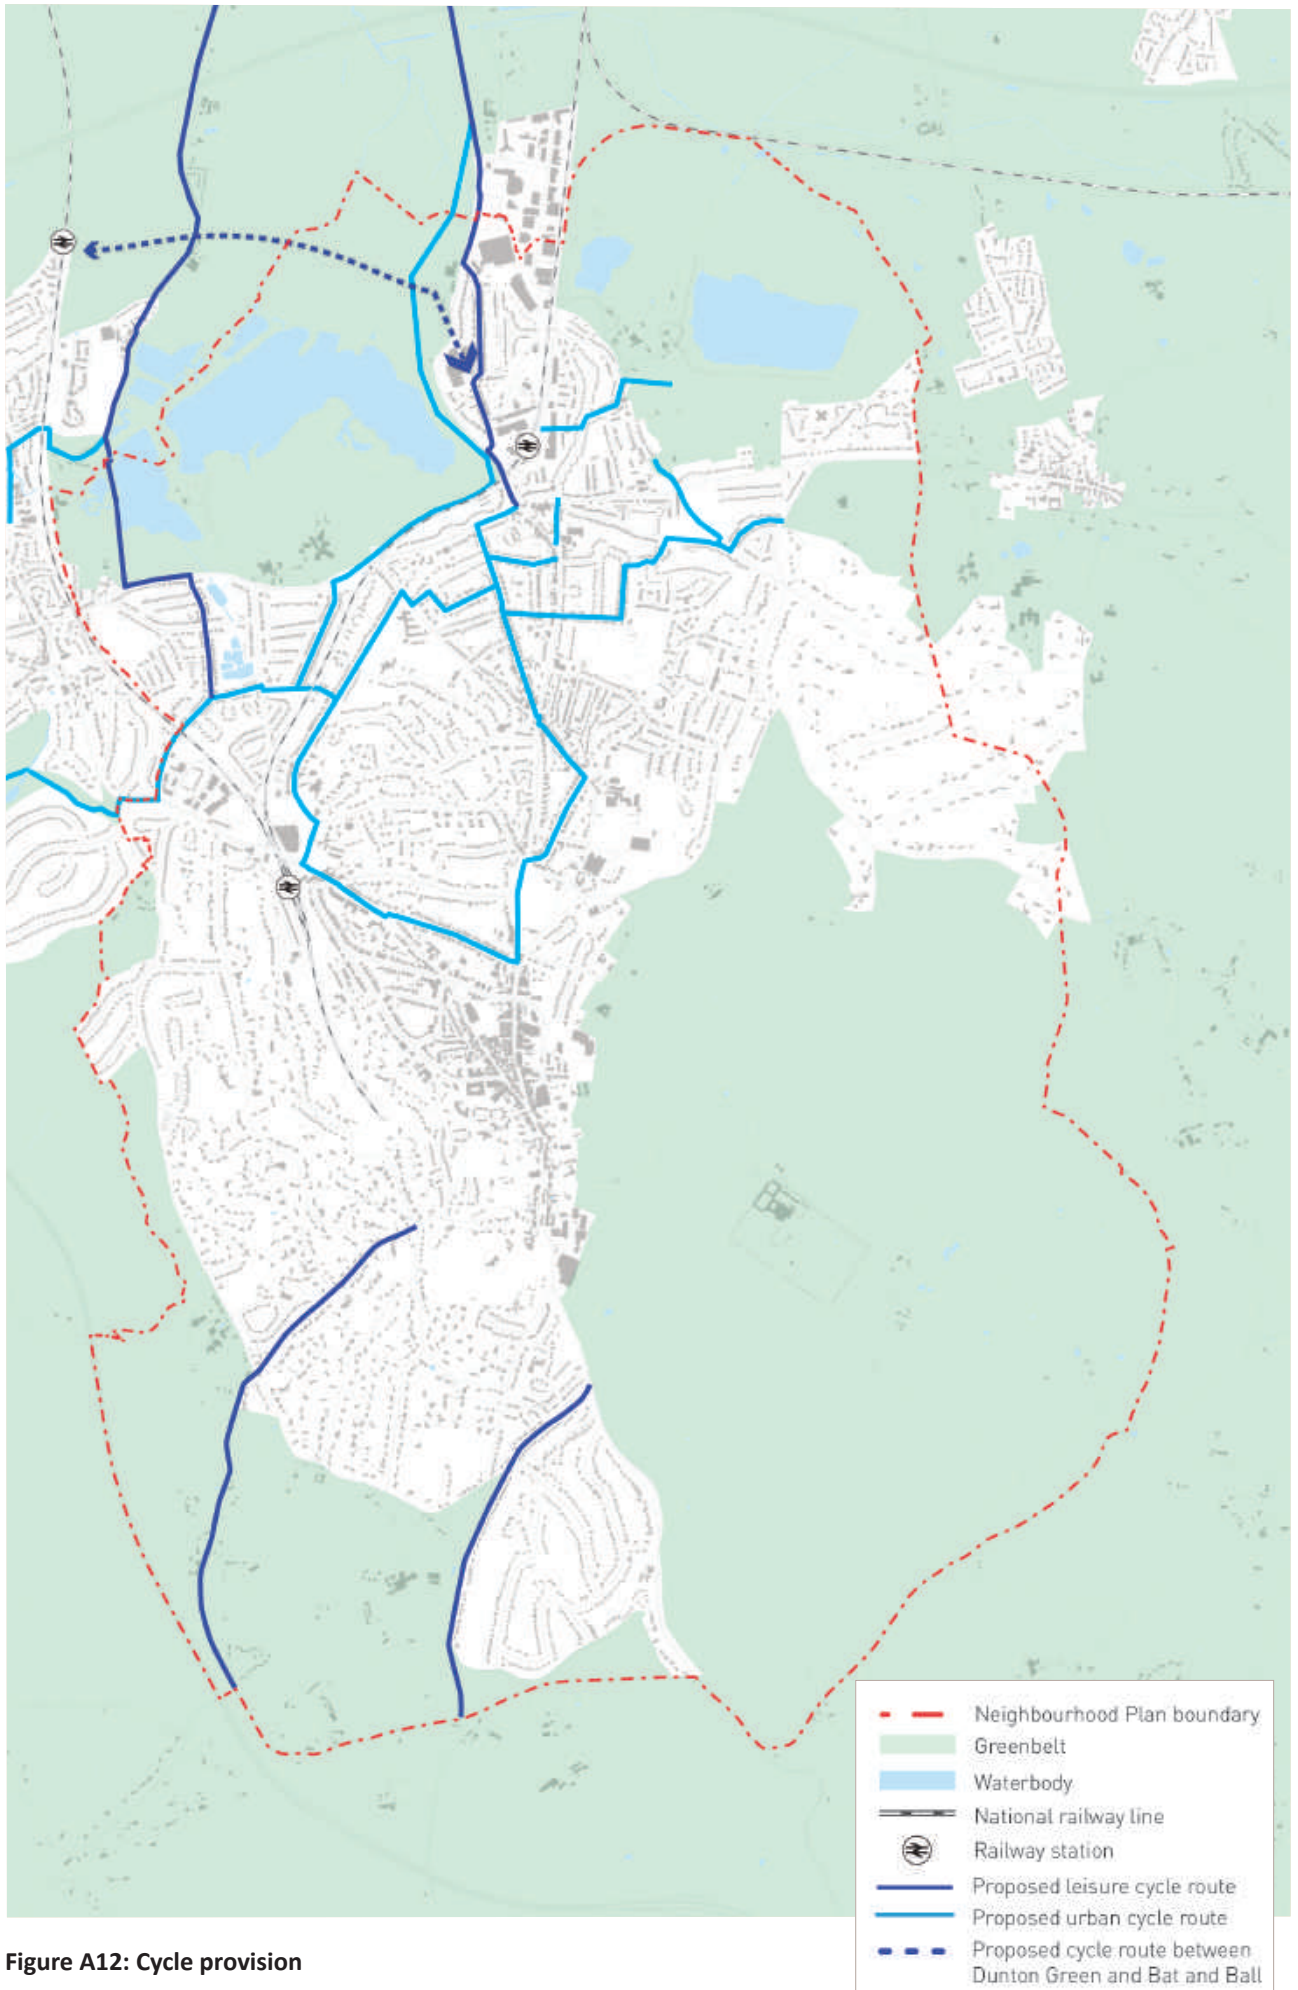 Neighbourhood Plan boundary
Greenbelt
Waterbody
National railway line
Railway station
Proposed leisure cycle route
Proposed urban cycle route
Proposed cycle route between
Dunton Green and Bat and Ball
Figure A12: Cycle provision